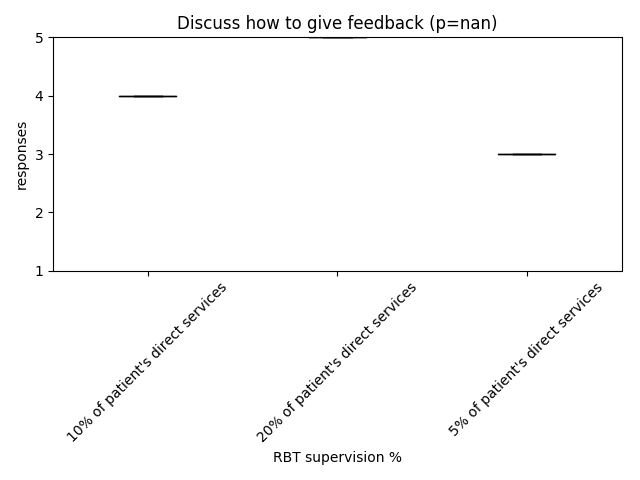 Discuss how to give feedback (p=nan)
5
4
3
2
1
responses
10% of patient's direct services
20% of patient's direct services
5% of patient's direct services
RBT supervision %